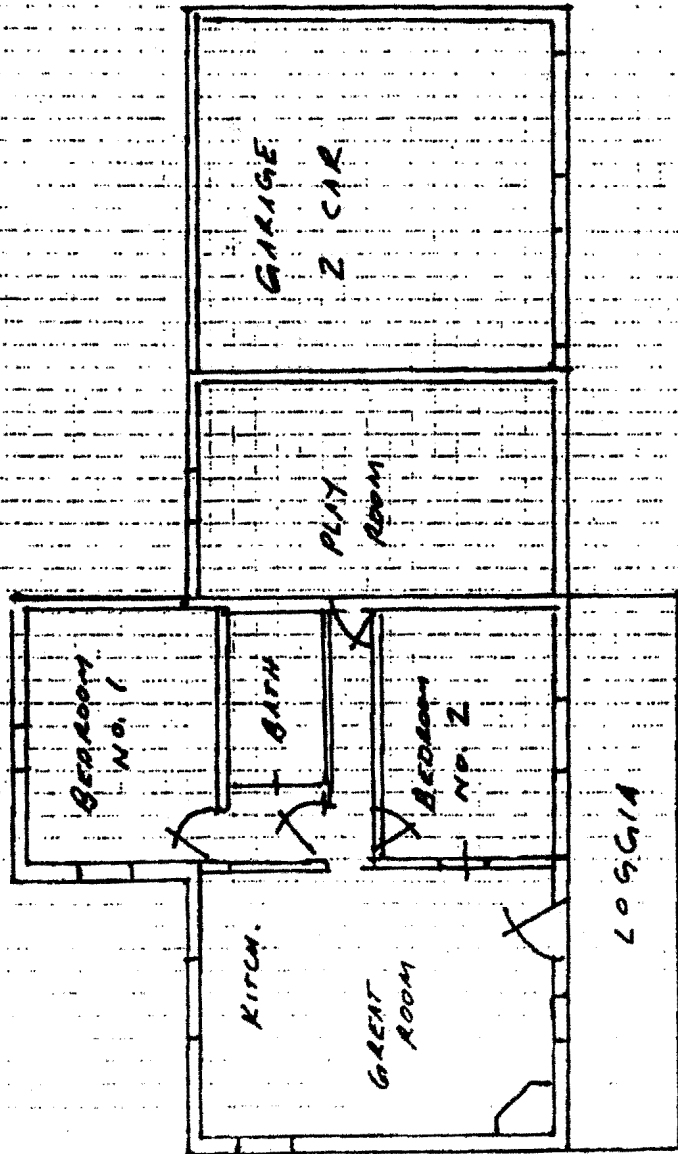 GARAGE
2 CAR
PLAY
ROOM
BEDROOM
NO. 1
BATH
BEDROOM
NO. 2
KITCH.
GREAT
ROOM
LOGGIA